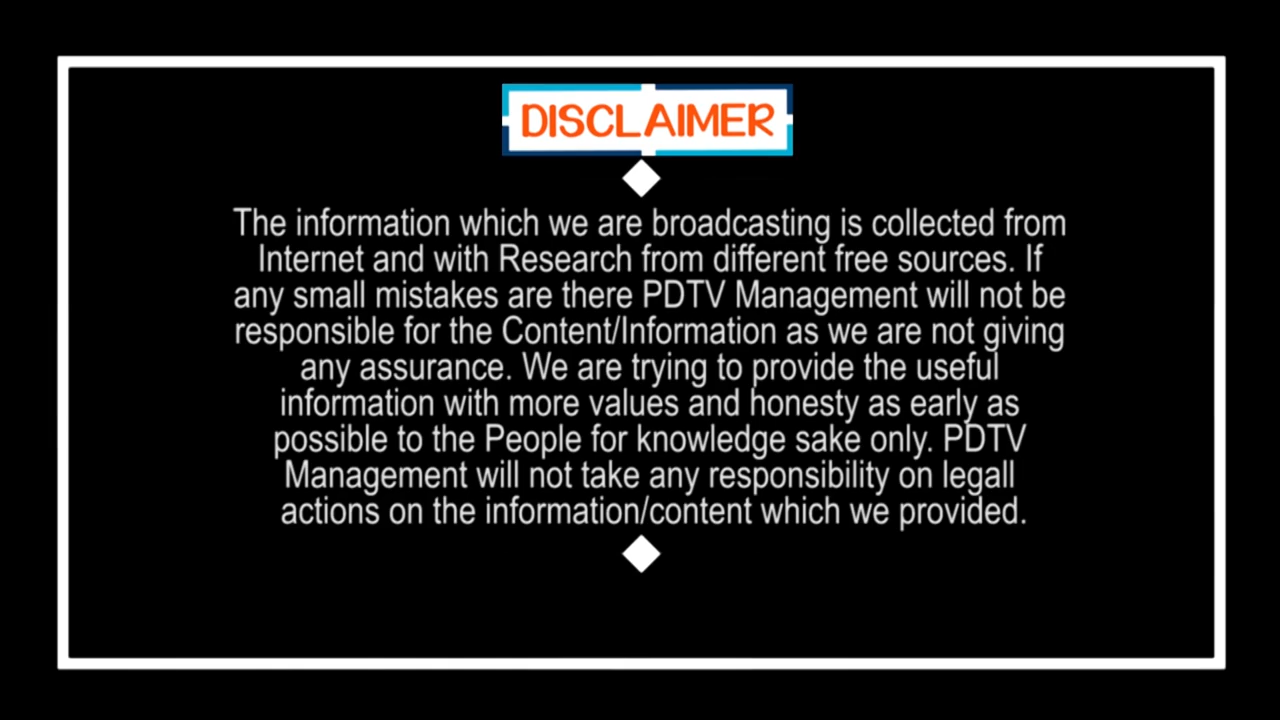 DISCLAIMER
The information which we are broadcasting is collected from
Internet and with Research from different free sources. If
any small mistakes are there PDTV Management will not be
responsible for the Content/Information as we are not giving
any assurance. We are trying to provide the useful
information with more values and honesty as early as
possible to the People for knowledge sake only. PDTV
Management will not take any responsibility on legall
actions on the information/content which we provided.